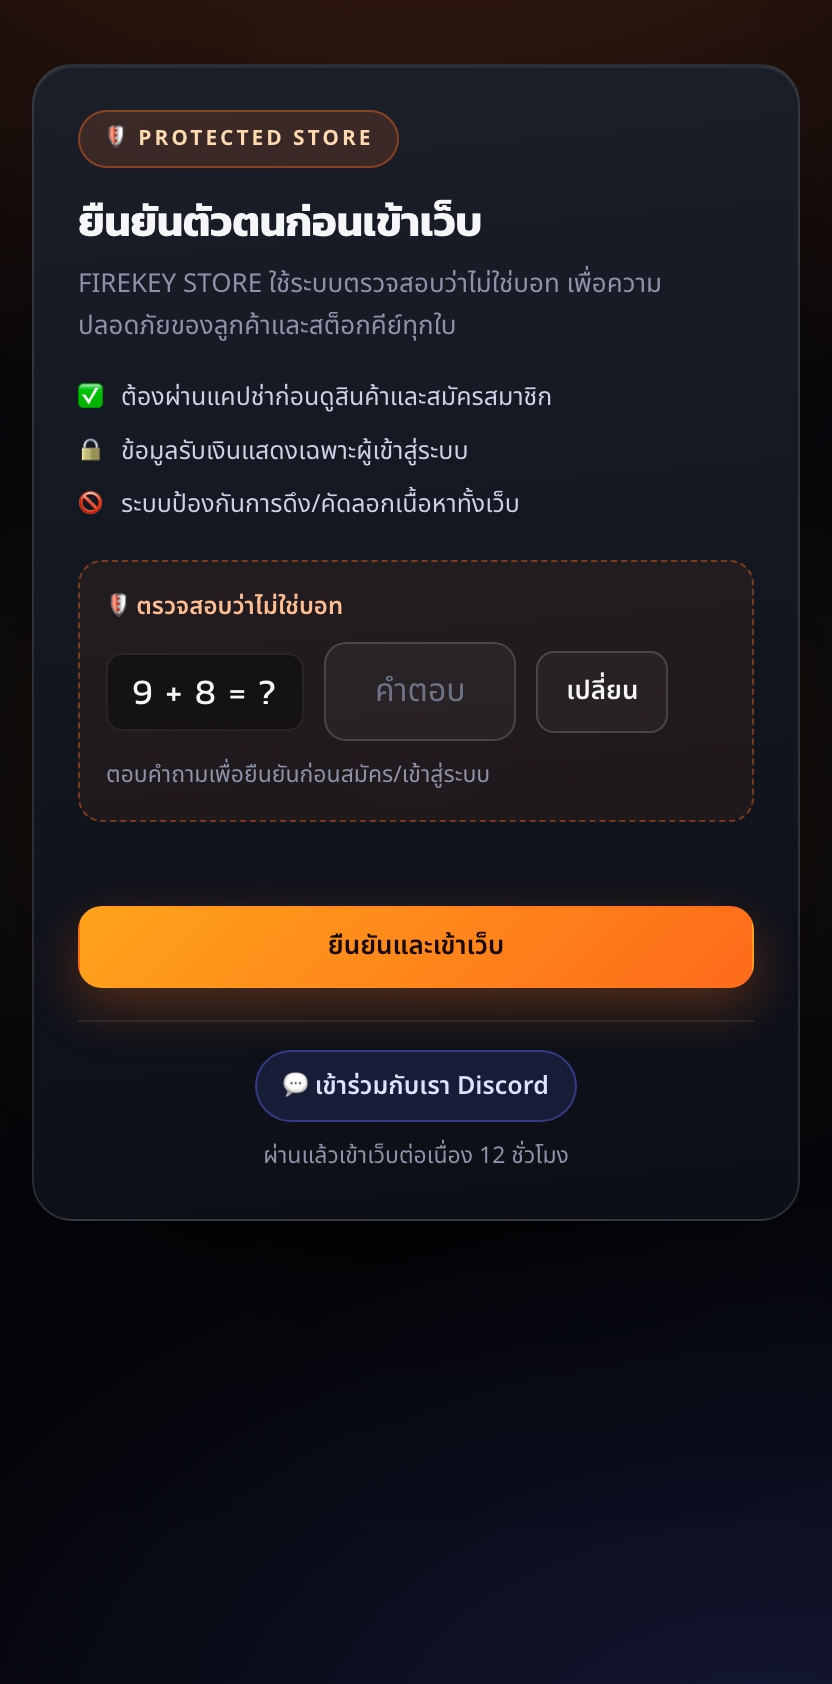 PROTECTED STORE
ยืนยันตัวตนก่อนเข้าเว็บ
FIREKEY STORE ใช้ระบบตรวจสอบว่าไม่ใช่บอท เพื่อความ
ปลอดภัยของลูกค้าและสต็อกคีย์ทุกใบ
ต้องผ่านแคปช่าก่อนดูสินค้าและสมัครสมาชิก
ข้อมูลรับเงินแสดงเฉพาะผู้เข้าสู่ระบบ
ระบบป้องกันการดึง/คัดลอกเนื้อหาทั้งเว็บ
ตรวจสอบว่าไม่ใช่บอท
9 + 8 = ? คำตอบ เปลี่ยน
ตอบคำถามเพื่อยืนยันก่อนสมัคร/เข้าสู่ระบบ
ยืนยันและเข้าเว็บ
เข้าร่วมกับเรา Discord
ผ่านแล้วเข้าเว็บต่อเนื่อง 12 ชั่วโมง